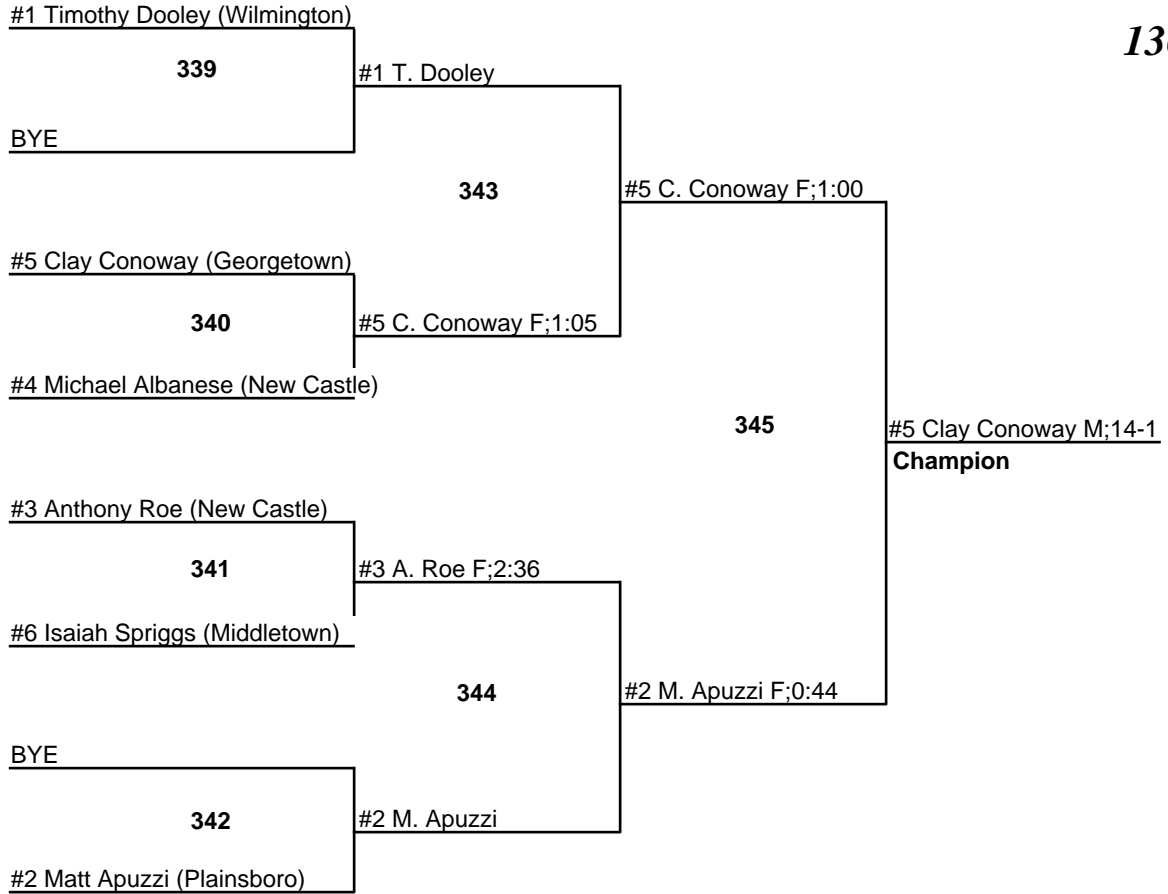 #1 Timothy Dooley (Wilmington)
339
#1 T. Dooley
BYE
343
#5 C. Conoway F;1:00
#5 Clay Conoway (Georgetown)
340
#5 C. Conoway F;1:05
#4 Michael Albanese (New Castle)
345
#5 Clay Conoway M;14-1
Champion
#3 Anthony Roe (New Castle)
341
#3 A. Roe F;2:36
#6 Isaiah Spriggs (Middletown)
344
#2 M. Apuzzi F;0:44
BYE
342
#2 M. Apuzzi
#2 Matt Apuzzi (Plainsboro)